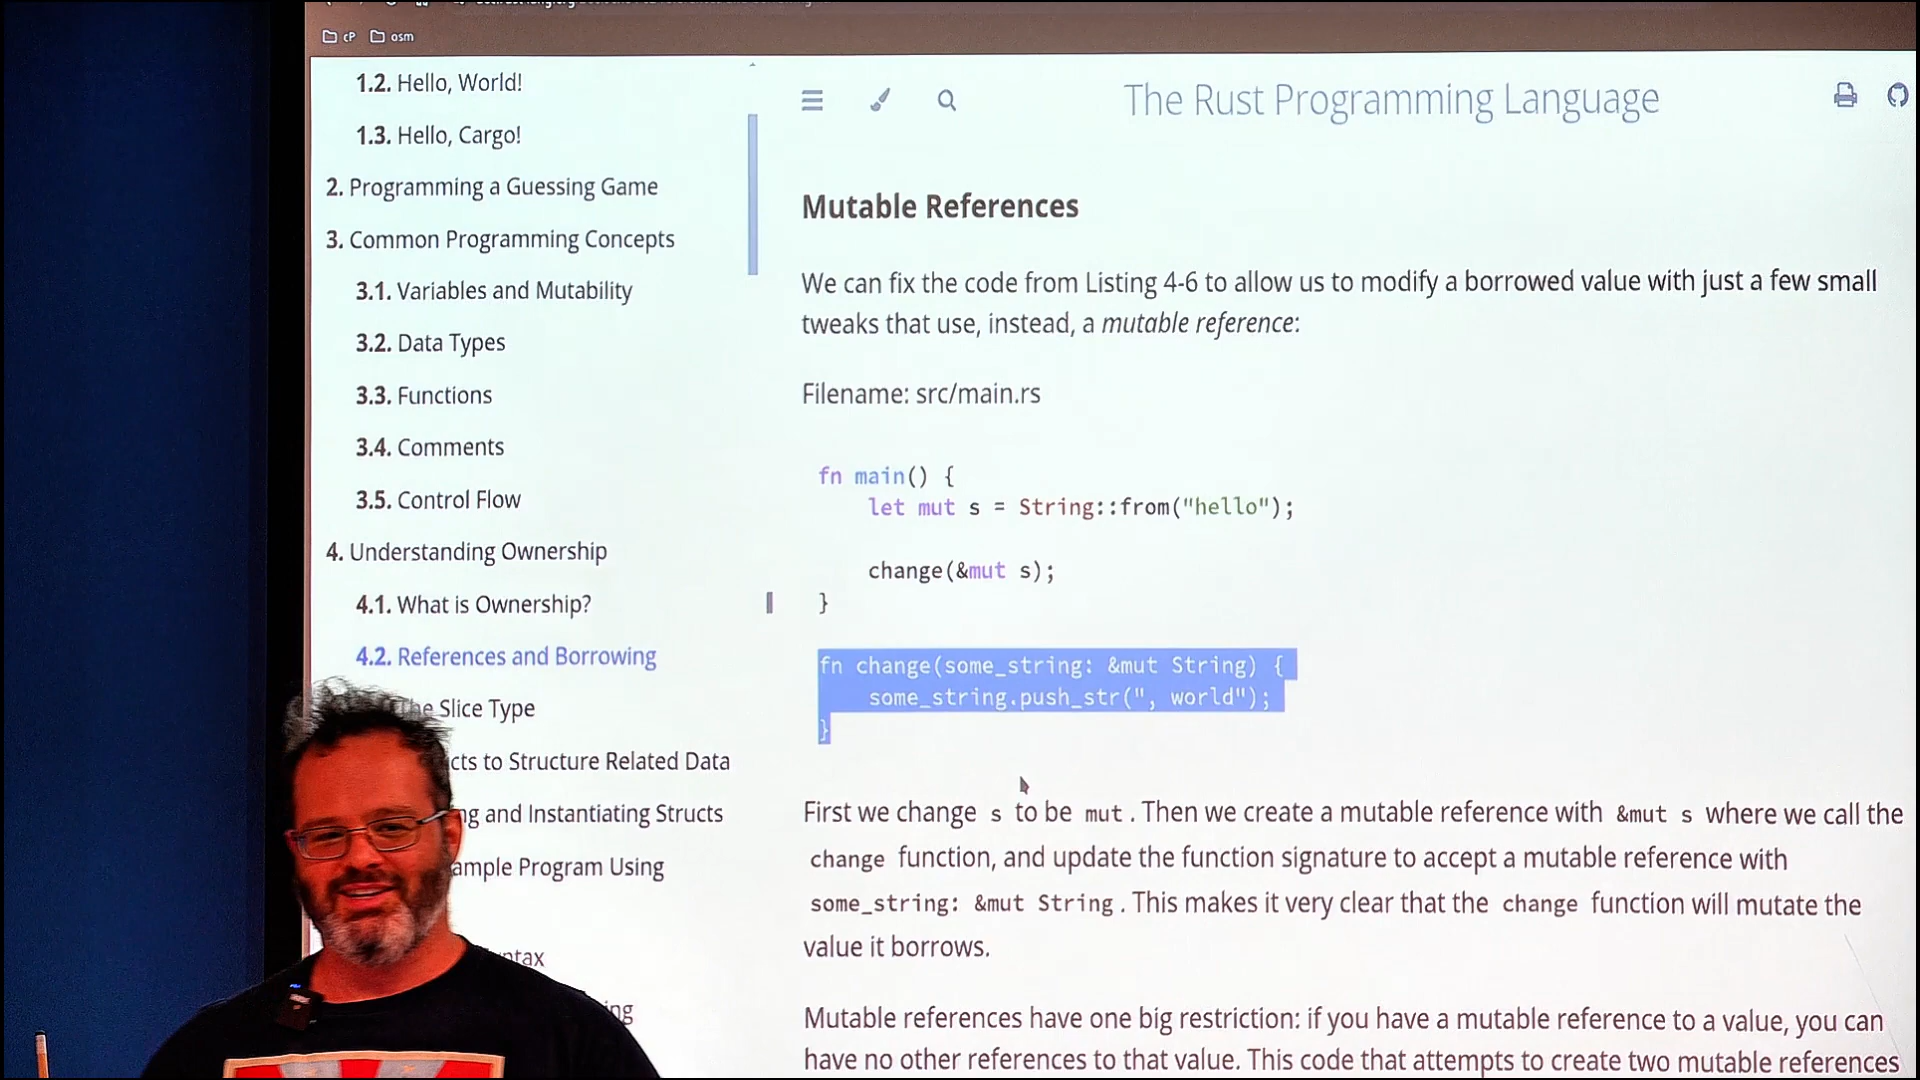 cP osm
1.2. Hello, World!
1.3. Hello, Cargo!
2. Programming a Guessing Game
3. Common Programming Concepts
3.1. Variables and Mutability
3.2. Data Types
3.3. Functions
3.4. Comments
3.5. Control Flow
4. Understanding Ownership
4.1. What is Ownership?
4.2. References and Borrowing
The Slice Type
cts to Structure Related Data
ng and Instantiating Structs
ample Program Using
ntax
ing
The Rust Programming Language
Mutable References
We can fix the code from Listing 4-6 to allow us to modify a borrowed value with just a few small
tweaks that use, instead, a mutable reference:
Filename: src/main.rs
fn main() {
    let mut s = String::from("hello");
    change(&mut s);
}
fn change(some_string: &mut String) {
    some_string.push_str(", world");
}
First we change s to be mut. Then we create a mutable reference with &mut s where we call the
change function, and update the function signature to accept a mutable reference with
some_string: &mut String. This makes it very clear that the change function will mutate the
value it borrows.
Mutable references have one big restriction: if you have a mutable reference to a value, you can
have no other references to that value. This code that attempts to create two mutable references